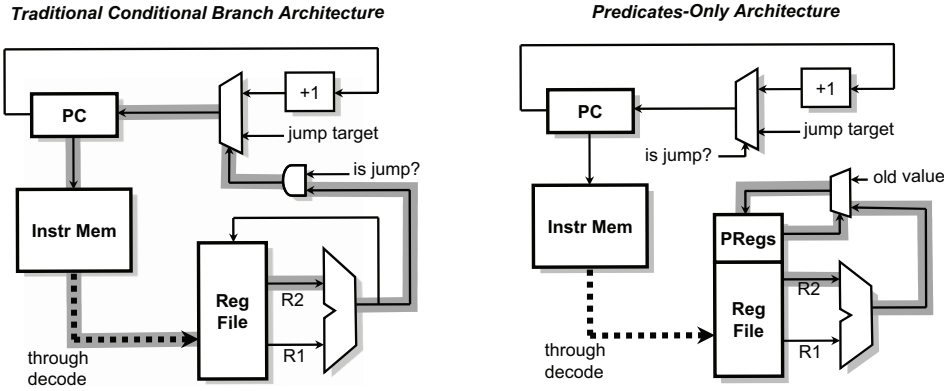 Traditional Conditional Branch Architecture
PC
+1
jump target
is jump?
Instr Mem
Reg
File
R2
R1
through
decode
Predicates-Only Architecture
PC
+1
jump target
is jump?
old value
Instr Mem
PRegs
Reg
File
R2
R1
through
decode